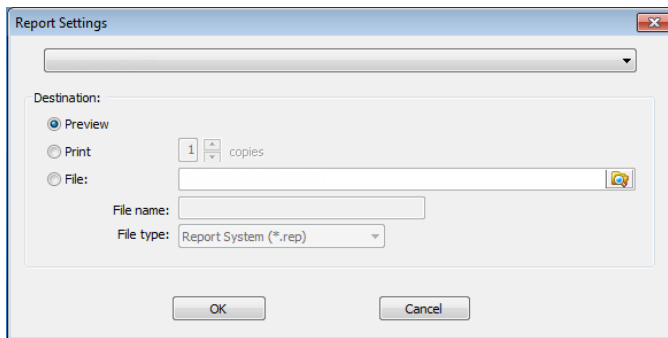 Report Settings
Destination:
Preview
Print 1 copies
File:
File name:
File type: Report System (*.rep)
OK Cancel